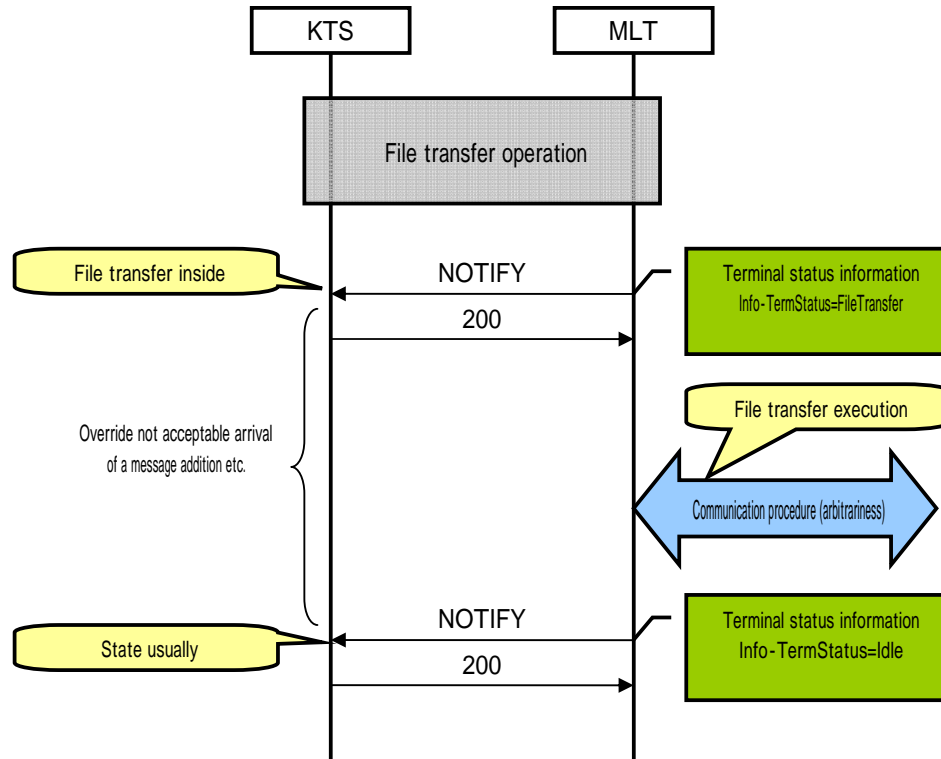 KTS
MLT
File transfer operation
File transfer inside
NOTIFY
Terminal status information
Info-TermStatus=FileTransfer
200
File transfer execution
Override not acceptable arrival
of a message addition etc.
Communication procedure (arbitrariness)
NOTIFY
Terminal status information
Info-TermStatus=Idle
State usually
200